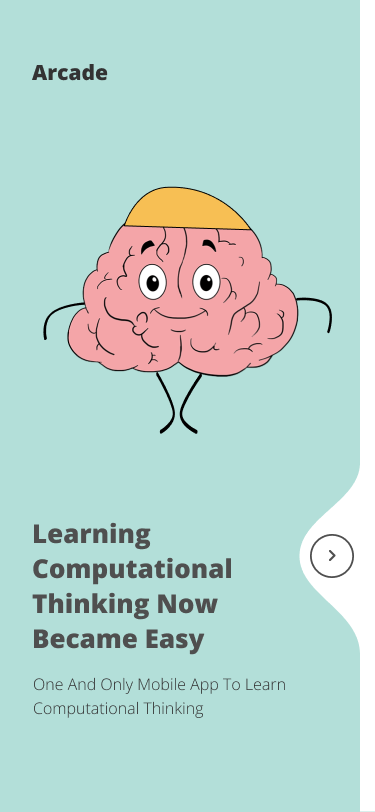 Arcade
Learning
Computational
Thinking Now
Became Easy
One And Only Mobile App To Learn
Computational Thinking